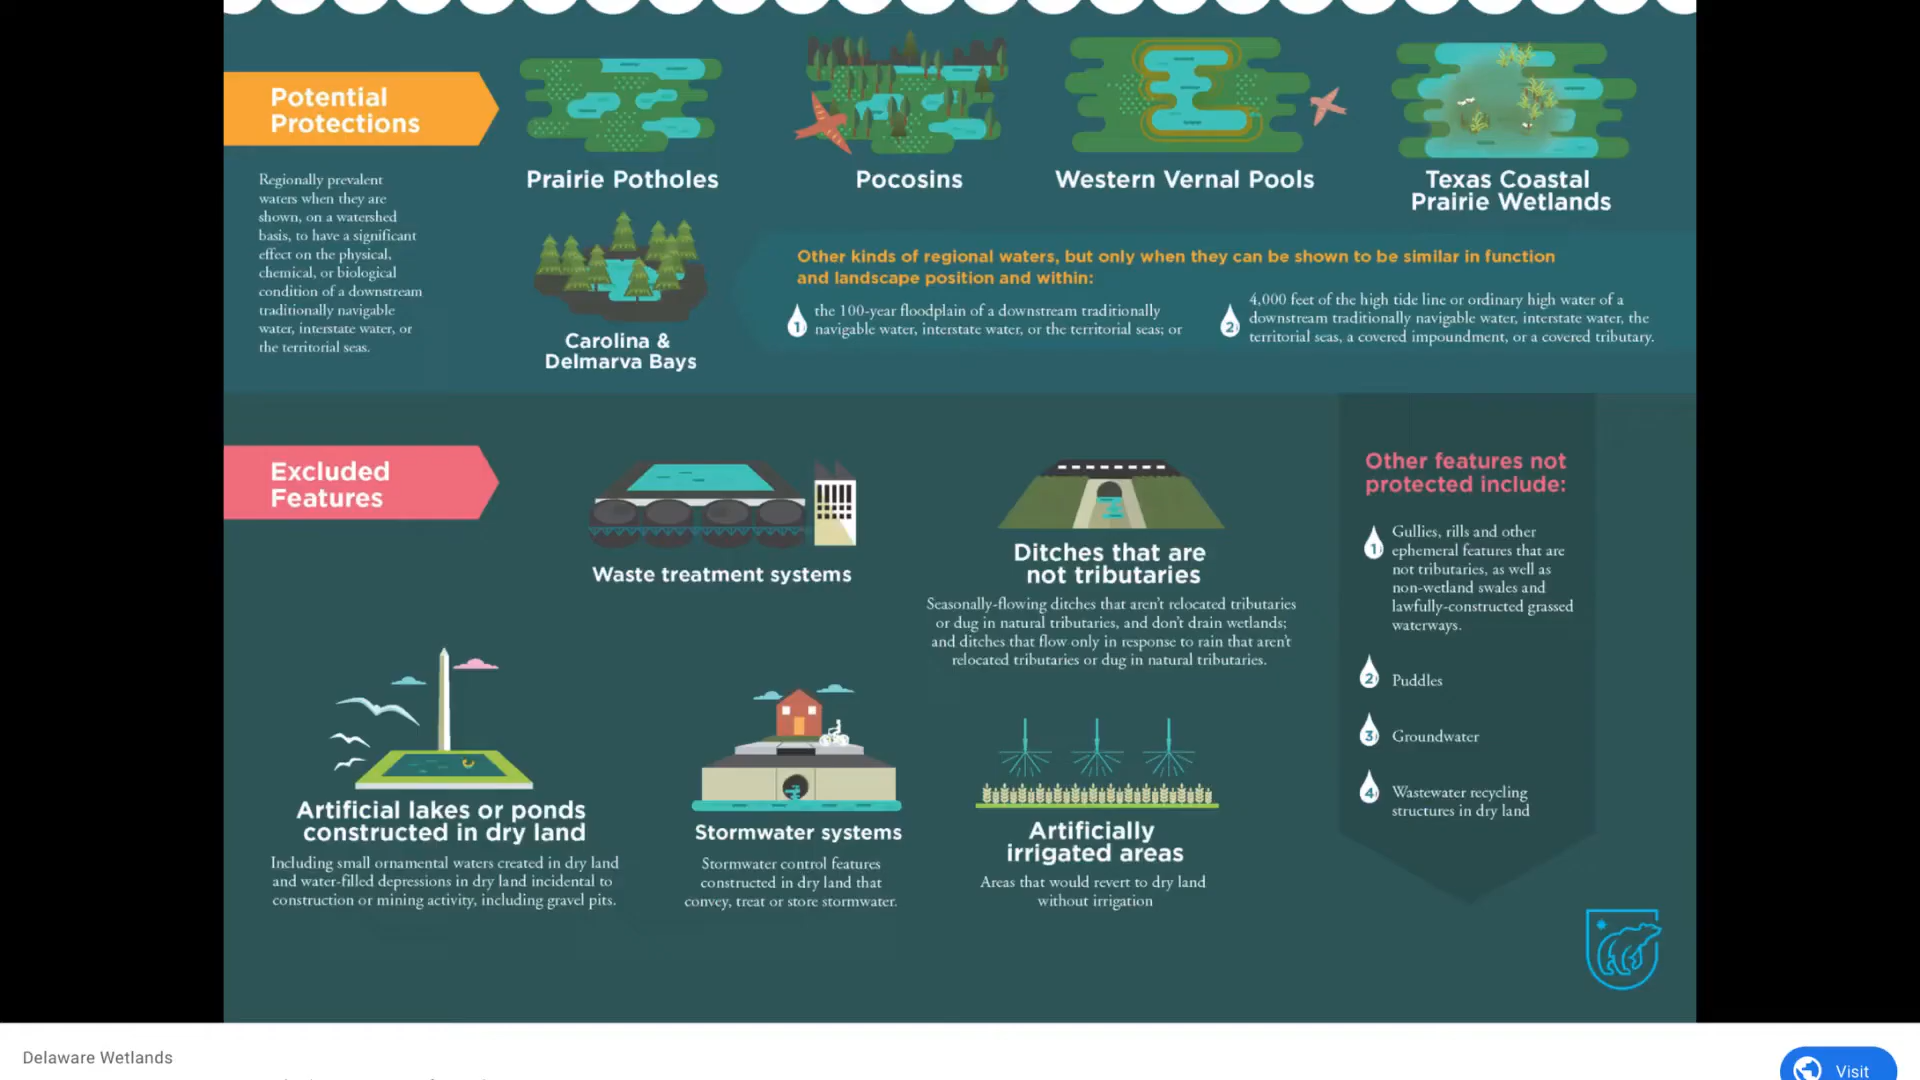 Potential
Protections
Regionally prevalent
waters when they are
shown, on a watershed
basis, to have a significant
effect on the physical,
chemical, or biological
condition of a downstream
traditionally navigable
water, interstate water, or
the territorial seas.
Prairie Potholes
Pocosins
Western Vernal Pools
Texas Coastal
Prairie Wetlands
Carolina &
Delmarva Bays
Other kinds of regional waters, but only when they can be shown to be similar in function
and landscape position and within:
1
the 100-year floodplain of a downstream traditionally
navigable water, interstate water, or the territorial seas; or
2
4,000 feet of the high tide line or ordinary high water of a
downstream traditionally navigable water, interstate water, the
territorial seas, a covered impoundment, or a covered tributary.
Excluded
Features
Waste treatment systems
Ditches that are
not tributaries
Seasonally-flowing ditches that aren't relocated tributaries
or dug in natural tributaries, and don't drain wetlands;
and ditches that flow only in response to rain that aren't
relocated tributaries or dug in natural tributaries.
Artificial lakes or ponds
constructed in dry land
Including small ornamental waters created in dry land
and water-filled depressions in dry land incidental to
construction or mining activity, including gravel pits.
Stormwater systems
Stormwater control features
constructed in dry land that
convey, treat or store stormwater.
Artificially
irrigated areas
Areas that would revert to dry land
without irrigation
Other features not
protected include:
1
Gullies, rills and other
ephemeral features that are
not tributaries, as well as
non-wetland swales and
lawfully-constructed grassed
waterways.
2
Puddles
3
Groundwater
4
Wastewater recycling
structures in dry land
Delaware Wetlands
Visit